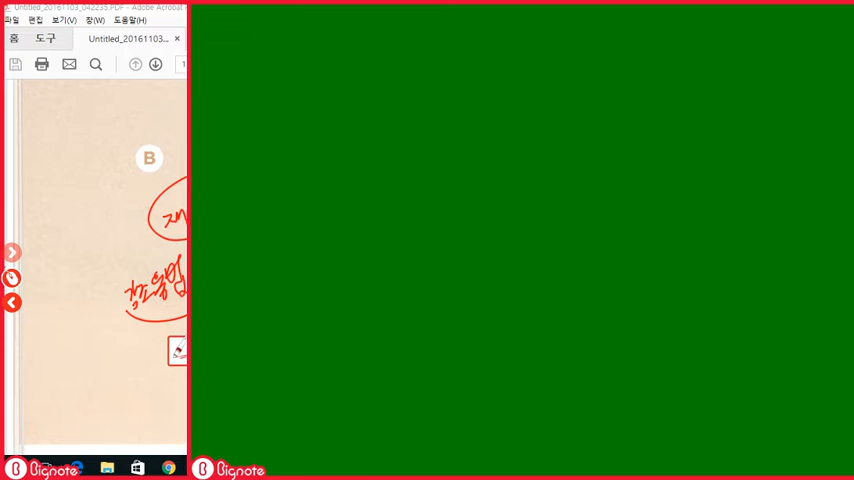 Untitled_20161103_042235.PDF - Adobe Acrobat
파일 편집 보기(V) 창(W) 도움말(H)
홈 도구 Untitled_20161103... ×
1
B
Bignote Bignote